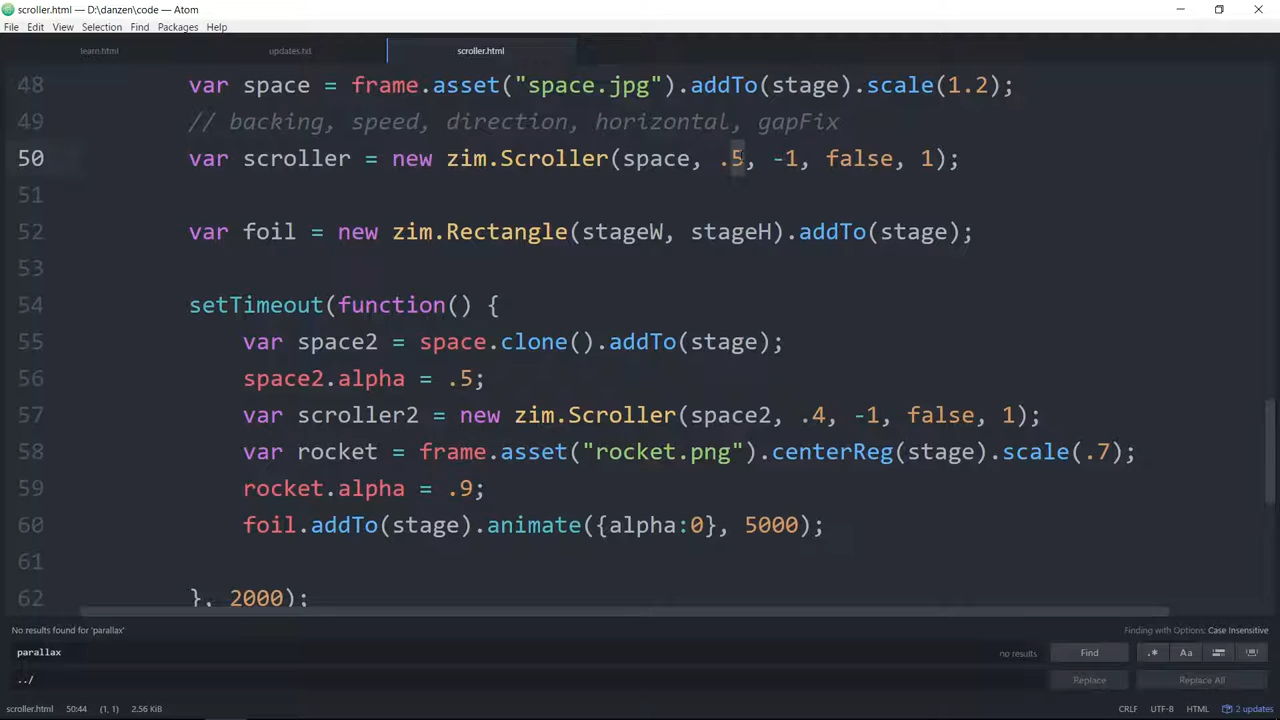 scroller.html — D:\danzen\code — Atom
File Edit View Selection Find Packages Help
learn.html updates.txt scroller.html
48 var space = frame.asset("space.jpg").addTo(stage).scale(1.2);
49 // backing, speed, direction, horizontal, gapFix
50 var scroller = new zim.Scroller(space, .5, -1, false, 1);
51
52 var foil = new zim.Rectangle(stageW, stageH).addTo(stage);
53
54 setTimeout(function() {
55 var space2 = space.clone().addTo(stage);
56 space2.alpha = .5;
57 var scroller2 = new zim.Scroller(space2, .4, -1, false, 1);
58 var rocket = frame.asset("rocket.png").centerReg(stage).scale(.7);
59 rocket.alpha = .9;
60 foil.addTo(stage).animate({alpha:0}, 5000);
61
62 }, 2000);
No results found for 'parallax' Finding with Options: Case Insensitive
parallax no results Find .* Aa
../ Replace Replace All
scroller.html 50:44 (1, 1) 2.56 KiB CRLF UTF-8 HTML 2 updates